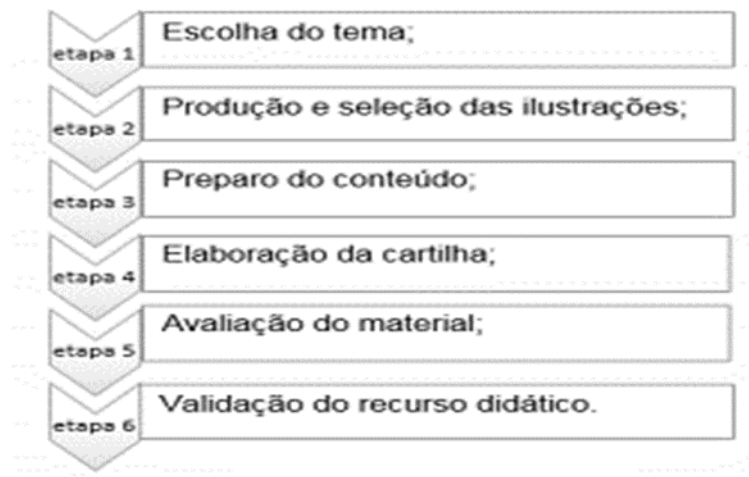 etapa 1 Escolha do tema;
etapa 2 Produção e seleção das ilustrações;
etapa 3 Preparo do conteúdo;
etapa 4 Elaboração da cartilha;
etapa 5 Avaliação do material;
etapa 6 Validação do recurso didático.